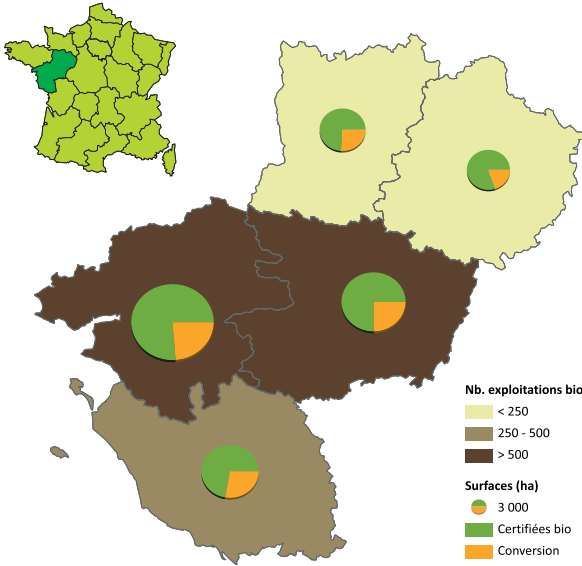 Nb. exploitations bio
< 250
250 - 500
> 500
Surfaces (ha)
3 000
Certifiées bio
Conversion